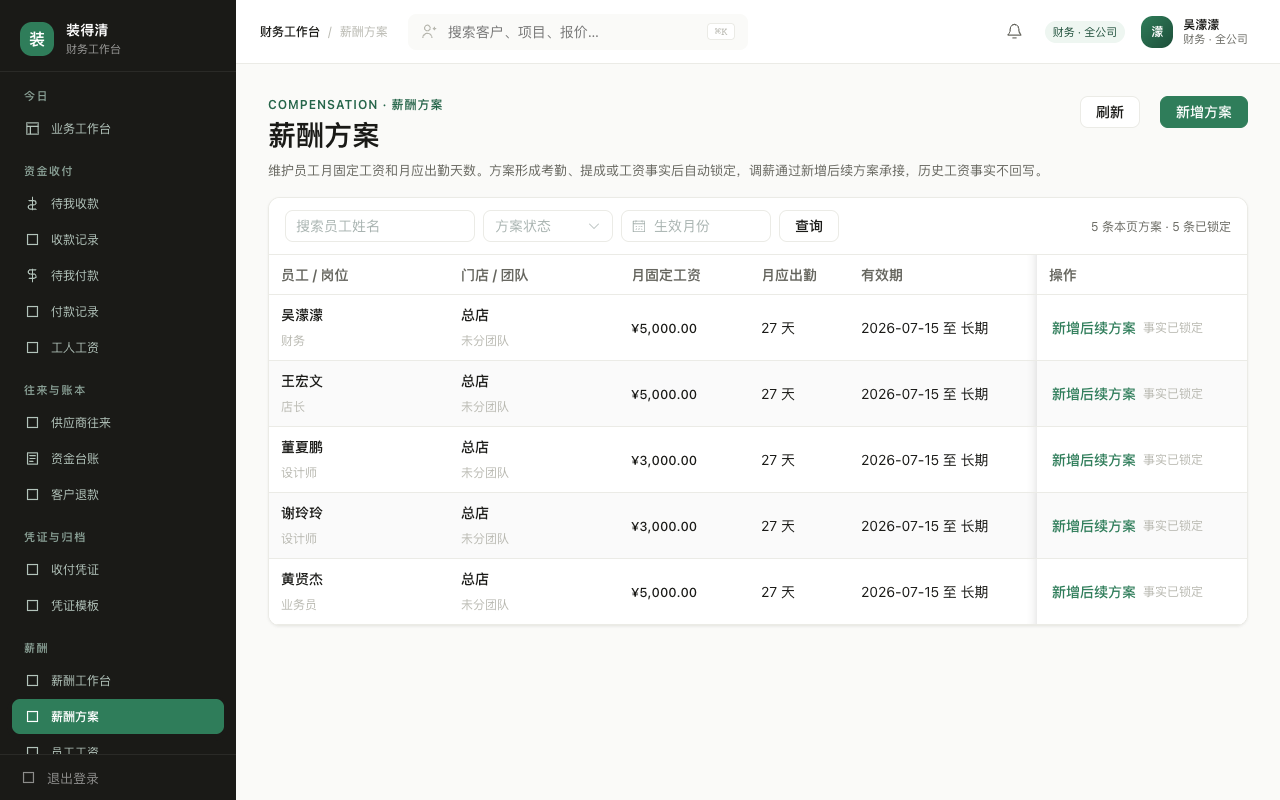 装 装得清
财务工作台
今日
业务工作台
资金收付
待我收款
收款记录
待我付款
付款记录
工人工资
往来与账本
供应商往来
资金台账
客户退款
凭证与归档
收付凭证
凭证模板
薪酬
薪酬工作台
薪酬方案
员工工资
退出登录
财务工作台 / 薪酬方案
搜索客户、项目、报价... ⌘K
财务 · 全公司
濛 吴濛濛
财务 · 全公司
COMPENSATION · 薪酬方案
薪酬方案
维护员工月固定工资和月应出勤天数。方案形成考勤、提成或工资事实后自动锁定，调薪通过新增后续方案承接，历史工资事实不回写。
刷新 新增方案
搜索员工姓名 方案状态 生效月份 查询 5 条本页方案 · 5 条已锁定
员工 / 岗位 门店 / 团队 月固定工资 月应出勤 有效期 操作
吴濛濛 总店 ¥5,000.00 27 天 2026-07-15 至 长期 新增后续方案 事实已锁定
财务 未分团队
王宏文 总店 ¥5,000.00 27 天 2026-07-15 至 长期 新增后续方案 事实已锁定
店长 未分团队
董夏鹏 总店 ¥3,000.00 27 天 2026-07-15 至 长期 新增后续方案 事实已锁定
设计师 未分团队
谢玲玲 总店 ¥3,000.00 27 天 2026-07-15 至 长期 新增后续方案 事实已锁定
设计师 未分团队
黄贤杰 总店 ¥5,000.00 27 天 2026-07-15 至 长期 新增后续方案 事实已锁定
业务员 未分团队